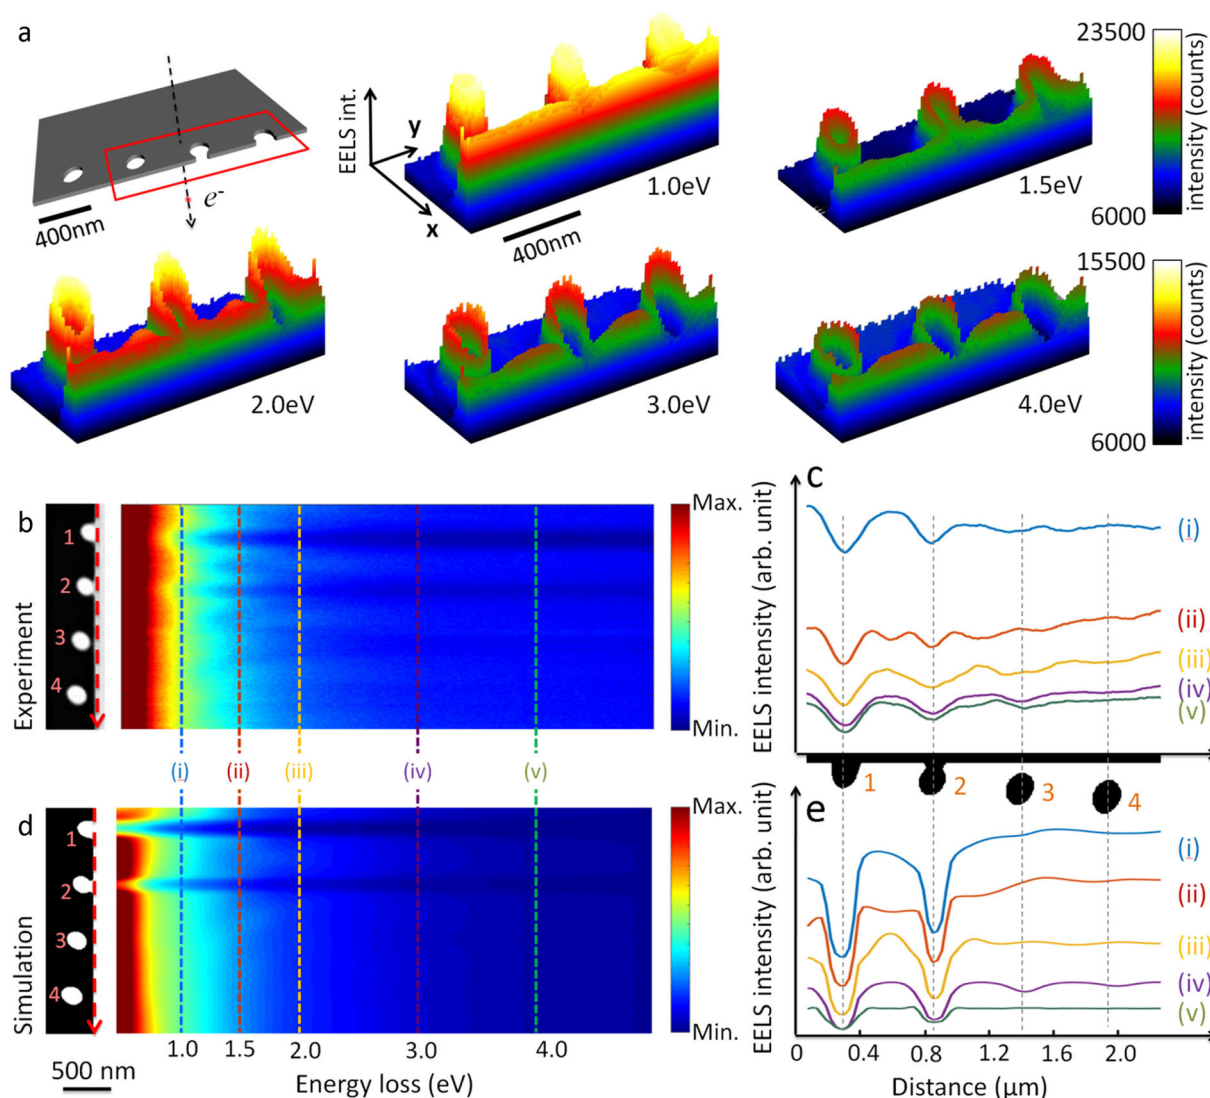 a
e-
400nm
EELS int.
y
x
400nm
1.0eV
1.5eV
23500
6000
intensity (counts)
2.0eV
3.0eV
4.0eV
15500
6000
intensity (counts)
b
Experiment
1
2
3
4
Max.
Min.
(i)
(ii)
(iii)
(iv)
(v)
c
EELS intensity (arb. unit)
(i)
(ii)
(iii)
(iv)
(v)
1
2
3
4
d
Simulation
1
2
3
4
Max.
Min.
1.0
1.5
2.0
3.0
4.0
500 nm
Energy loss (eV)
e
EELS intensity (arb. unit)
(i)
(ii)
(iii)
(iv)
(v)
0
0.4
0.8
1.2
1.6
2.0
Distance (μm)